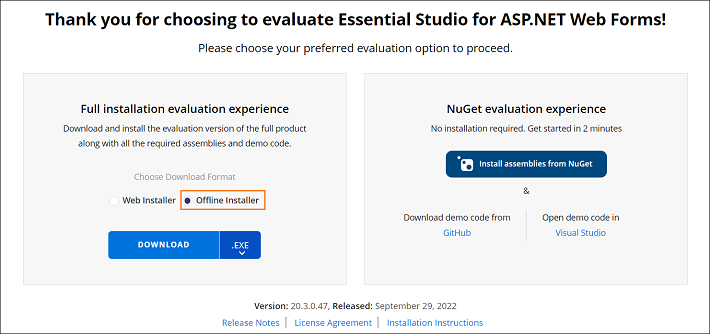 Thank you for choosing to evaluate Essential Studio for ASP.NET Web Forms!
Please choose your preferred evaluation option to proceed.
Full installation evaluation experience
Download and install the evaluation version of the full product
along with all the required assemblies and demo code.
Choose Download Format
Web Installer Offline Installer
DOWNLOAD .EXE
NuGet evaluation experience
No installation required. Get started in 2 minutes
Install assemblies from NuGet
&
Download demo code from
GitHub
Open demo code in
Visual Studio
Version: 20.3.0.47, Released: September 29, 2022
Release Notes | License Agreement | Installation Instructions